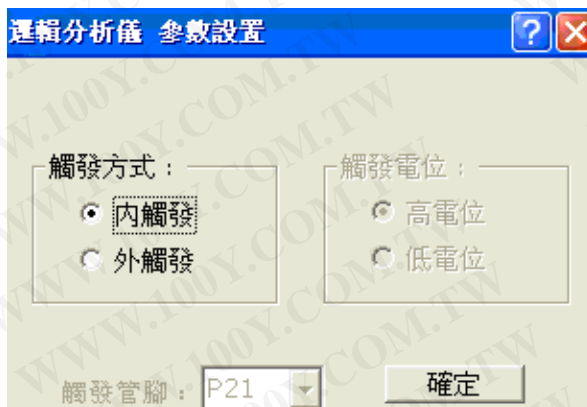 邏輯分析儀 參數設置
觸發方式：
內觸發
外觸發
觸發電位：
高電位
低電位
觸發管腳：
P21
確定
WWW.100Y.COM.TW